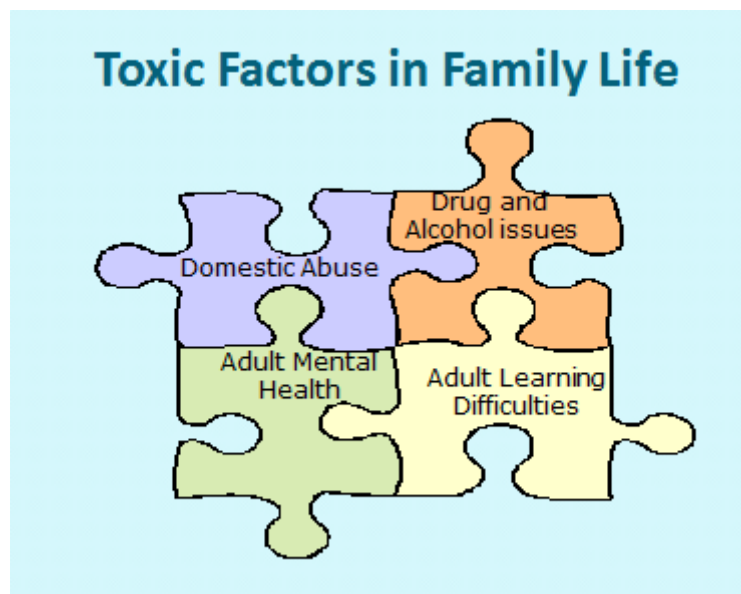 Toxic Factors in Family Life
Drug and
Alcohol issues
Domestic Abuse
Adult Mental
Health
Adult Learning
Difficulties